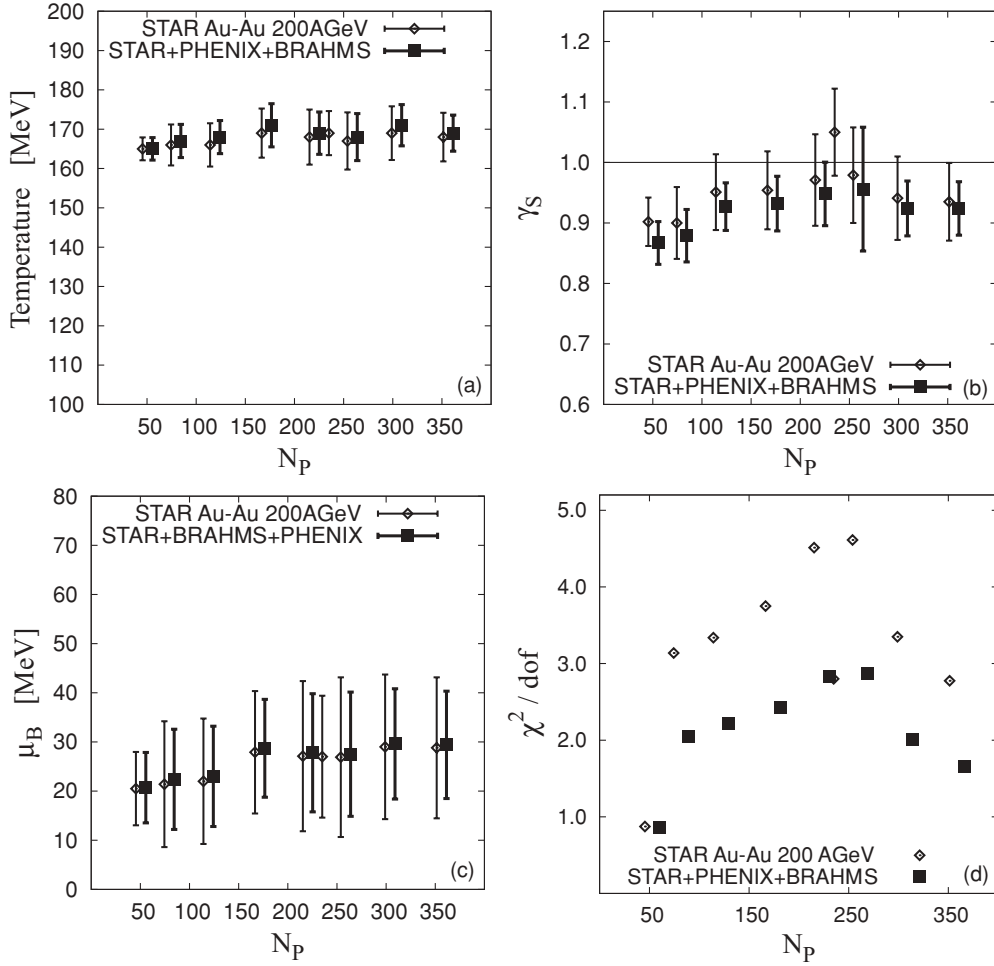 200
190
180
170
160
150
140
130
120
110
100
Temperature [MeV]
STAR Au-Au 200AGeV
STAR+PHENIX+BRAHMS
(a)
50 100 150 200 250 300 350
N_P
1.2
1.1
1.0
0.9
0.8
0.7
0.6
γ_S
STAR Au-Au 200AGeV
STAR+PHENIX+BRAHMS
(b)
50 100 150 200 250 300 350
N_P
80
70
60
50
40
30
20
10
0
μ_B [MeV]
STAR Au-Au 200AGeV
STAR+BRAHMS+PHENIX
(c)
50 100 150 200 250 300 350
N_P
5.0
4.0
3.0
2.0
1.0
χ² / dof
STAR Au-Au 200 AGeV
STAR+PHENIX+BRAHMS
(d)
50 150 250 350
N_P